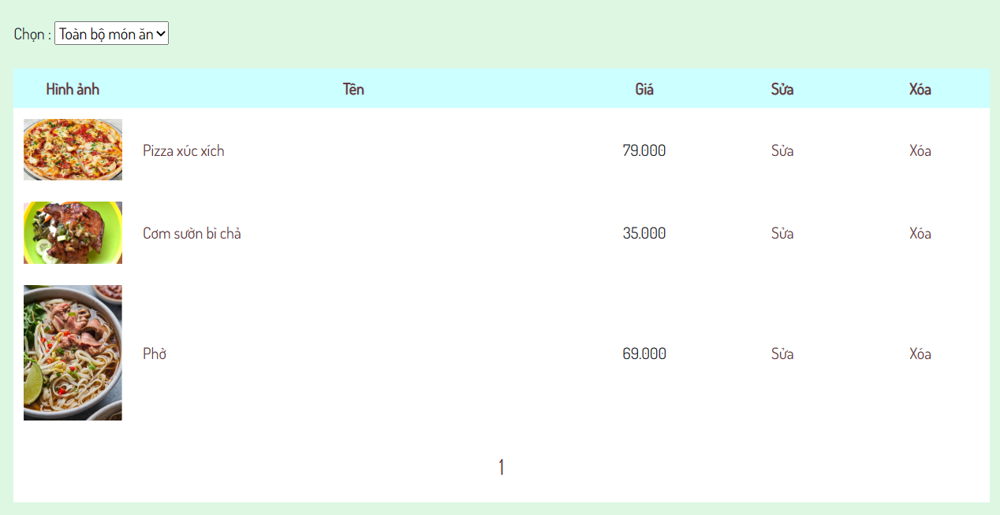 Chọn : Toàn bộ món ăn
Hình ảnh Tên Giá Sửa Xóa
Pizza xúc xích 79.000 Sửa Xóa
Cơm sườn bì chả 35.000 Sửa Xóa
Phở 69.000 Sửa Xóa
1